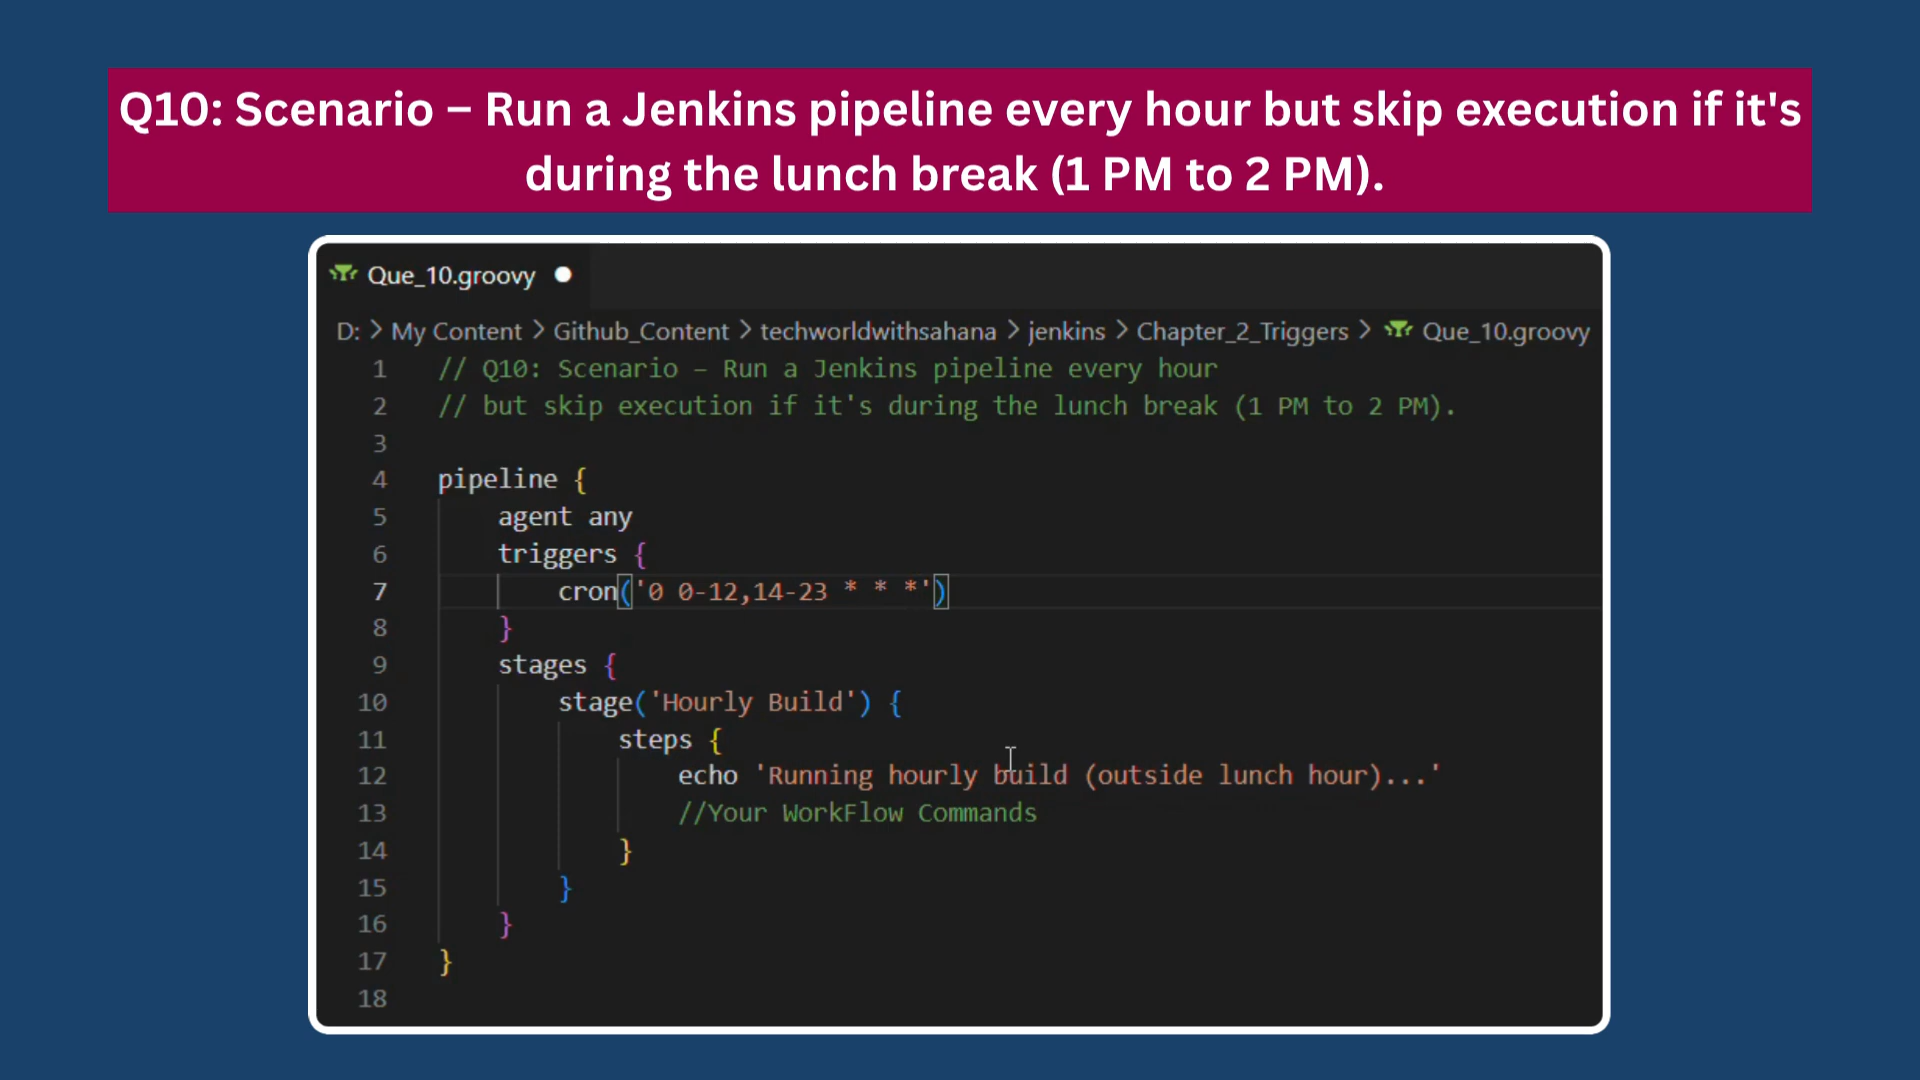 Q10: Scenario – Run a Jenkins pipeline every hour but skip execution if it's
during the lunch break (1 PM to 2 PM).
Que_10.groovy
D: > My Content > Github_Content > techworldwithsahana > jenkins > Chapter_2_Triggers > Que_10.groovy
1 // Q10: Scenario – Run a Jenkins pipeline every hour
2 // but skip execution if it's during the lunch break (1 PM to 2 PM).
3
4 pipeline {
5     agent any
6     triggers {
7         cron('0 0-12,14-23 * * *')
8     }
9     stages {
10         stage('Hourly Build') {
11             steps {
12                 echo 'Running hourly build (outside lunch hour)...'
13                 //Your WorkFlow Commands
14             }
15         }
16     }
17 }
18